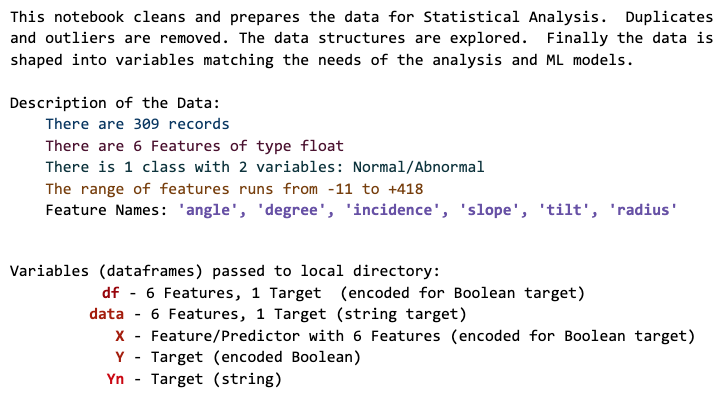 This notebook cleans and prepares the data for Statistical Analysis.  Duplicates
and outliers are removed. The data structures are explored.  Finally the data is
shaped into variables matching the needs of the analysis and ML models.

Description of the Data:
There are 309 records
There are 6 Features of type float
There is 1 class with 2 variables: Normal/Abnormal
The range of features runs from -11 to +418
Feature Names: 'angle', 'degree', 'incidence', 'slope', 'tilt', 'radius'

Variables (dataframes) passed to local directory:
df - 6 Features, 1 Target  (encoded for Boolean target)
data - 6 Features, 1 Target (string target)
X - Feature/Predictor with 6 Features (encoded for Boolean target)
Y - Target (encoded Boolean)
Yn - Target (string)